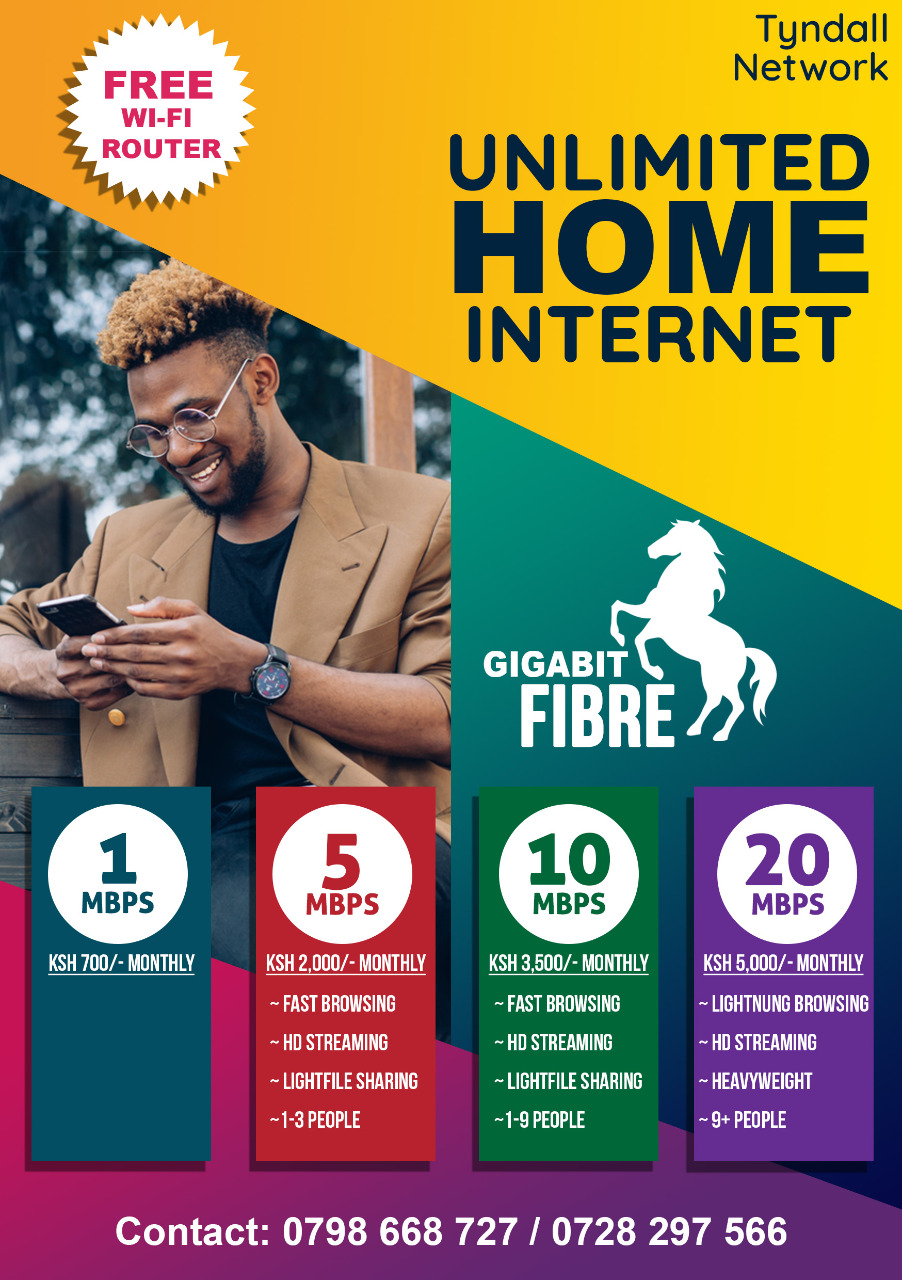 Tyndall
Network
FREE
WI-FI
ROUTER
UNLIMITED
HOME
INTERNET
GIGABIT
FIBRE
1
MBPS
KSH 700/- MONTHLY
5
MBPS
KSH 2,000/- MONTHLY
~ FAST BROWSING
~ HD STREAMING
~ LIGHTFILE SHARING
~1-3 PEOPLE
10
MBPS
KSH 3,500/- MONTHLY
~ FAST BROWSING
~ HD STREAMING
~ LIGHTFILE SHARING
~1-9 PEOPLE
20
MBPS
KSH 5,000/- MONTHLY
~ LIGHTNUNG BROWSING
~ HD STREAMING
~ HEAVYWEIGHT
~ 9+ PEOPLE
Contact: 0798 668 727 / 0728 297 566